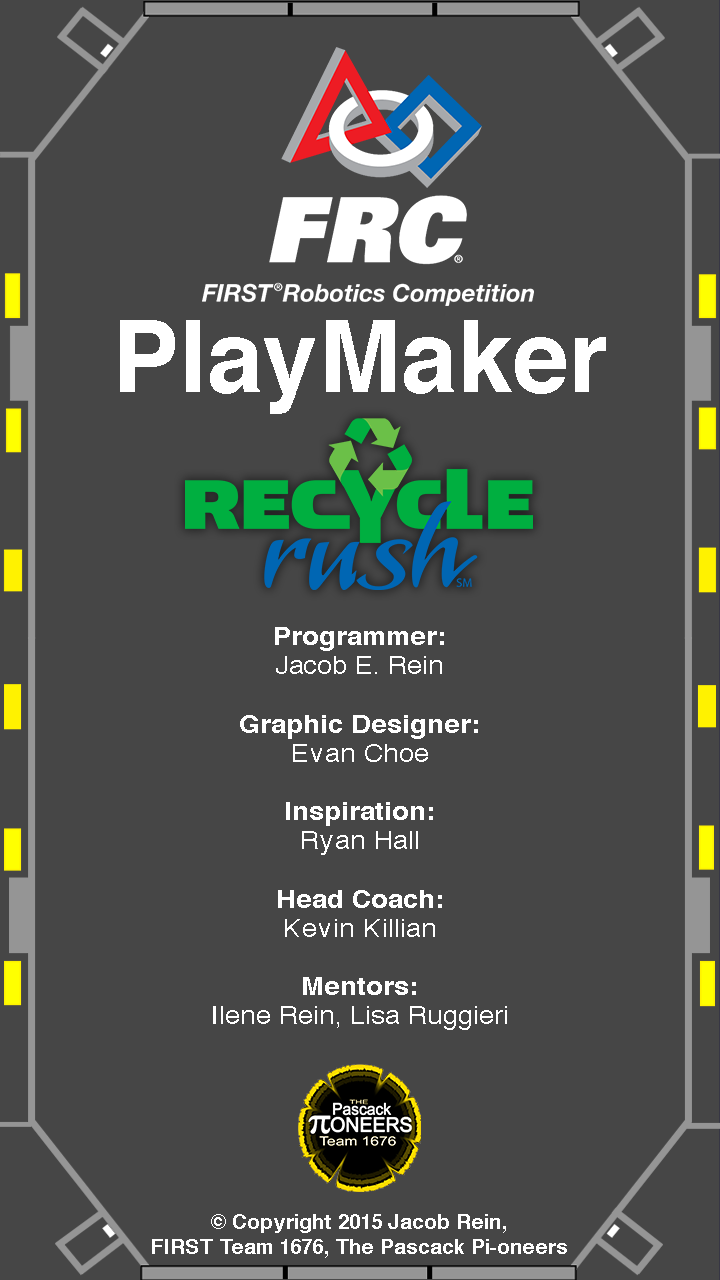 FRC®
FIRST® Robotics Competition
PlayMaker
RECYCLE
rush SM
Programmer:
Jacob E. Rein
Graphic Designer:
Evan Choe
Inspiration:
Ryan Hall
Head Coach:
Kevin Killian
Mentors:
Ilene Rein, Lisa Ruggieri
THE
Pascack
πONEERS
Team 1676
© Copyright 2015 Jacob Rein,
FIRST Team 1676, The Pascack Pi-oneers